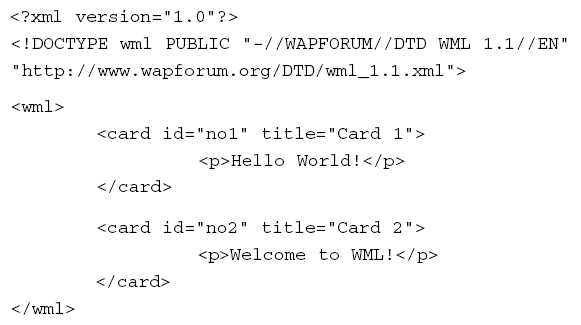 <?xml version="1.0"?>
<!DOCTYPE wml PUBLIC "-//WAPFORUM//DTD WML 1.1//EN"
"http://www.wapforum.org/DTD/wml_1.1.xml">
<wml>
<card id="no1" title="Card 1">
<p>Hello World!</p>
</card>
<card id="no2" title="Card 2">
<p>Welcome to WML!</p>
</card>
</wml>